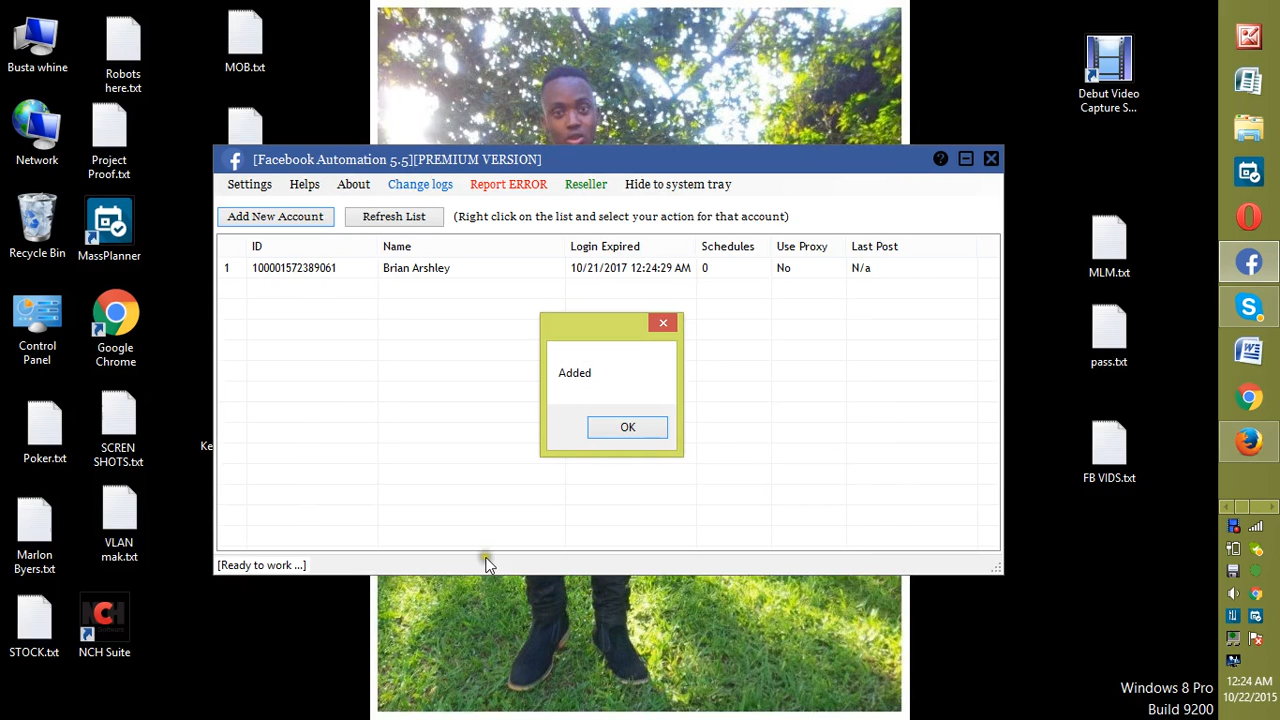 Busta whine
Robots
here.txt
MOB.txt
Network
Project
Proof.txt
Recycle Bin
MassPlanner
Control
Panel
Google
Chrome
Poker.txt
SCREN
SHOTS.txt
Ke
Marlon
Byers.txt
VLAN
mak.txt
STOCK.txt
NCH
NCH Suite
[Facebook Automation 5.5][PREMIUM VERSION]
Settings Helps About Change logs Report ERROR Reseller Hide to system tray
Add New Account Refresh List (Right click on the list and select your action for that account)
ID Name Login Expired Schedules Use Proxy Last Post
1 100001572389061 Brian Arshley 10/21/2017 12:24:29 AM 0 No N/a
Added
OK
[Ready to work ...]
Debut Video
Capture S...
MLM.txt
pass.txt
FB VIDS.txt
Windows 8 Pro
Build 9200
12:24 AM
10/22/2015